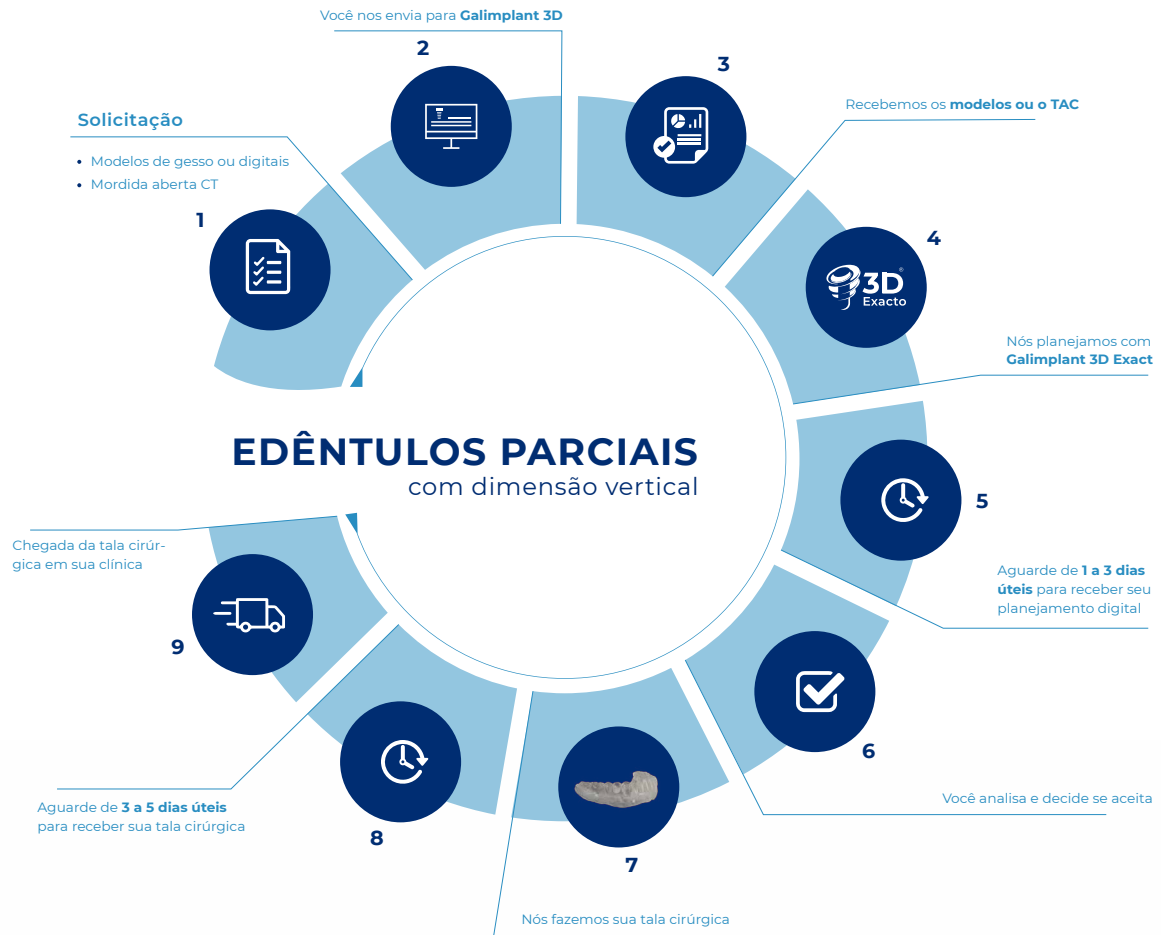 Solicitação
• Modelos de gesso ou digitais
• Mordida aberta CT
1
Você nos envia para Galimplant 3D
2
3
Recebemos os modelos ou o TAC
4
3D®
Exacto
Nós planejamos com
Galimplant 3D Exact
5
Aguarde de 1 a 3 dias
úteis para receber seu
planejamento digital
EDÊNTULOS PARCIAIS
com dimensão vertical
6
Você analisa e decide se aceita
7
Nós fazemos sua tala cirúrgica
8
Aguarde de 3 a 5 dias úteis
para receber sua tala cirúrgica
9
Chegada da tala cirúr-
gica em sua clínica